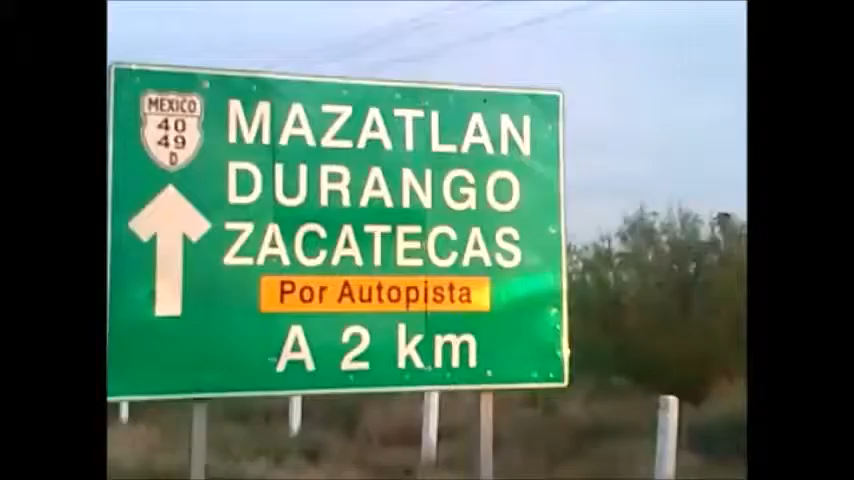 MEXICO
40
49
D
MAZATLAN
DURANGO
ZACATECAS
Por Autopista
A 2 km